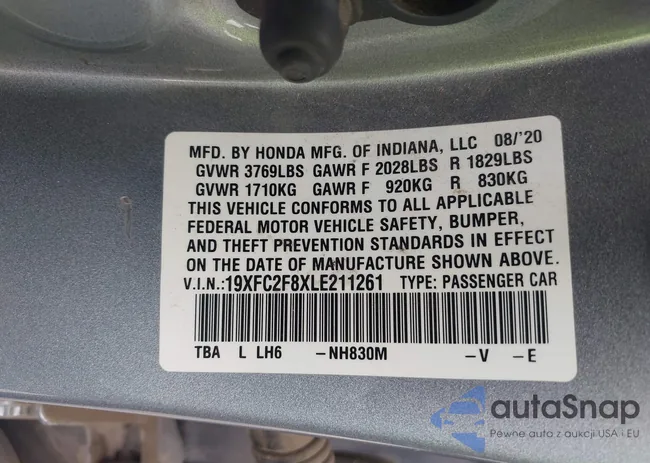 MFD. BY HONDA MFG. OF INDIANA, LLC 08/'20
GVWR 3769LBS GAWR F 2028LBS R 1829LBS
GVWR 1710KG GAWR F 920KG R 830KG
THIS VEHICLE CONFORMS TO ALL APPLICABLE
FEDERAL MOTOR VEHICLE SAFETY, BUMPER,
AND THEFT PREVENTION STANDARDS IN EFFECT
ON THE DATE OF MANUFACTURE SHOWN ABOVE.
V.I.N.:19XFC2F8XLE211261 TYPE: PASSENGER CAR
TBA L LH6 -NH830M -V -E
autaSnap
Pewne auta z aukcji USA i EU